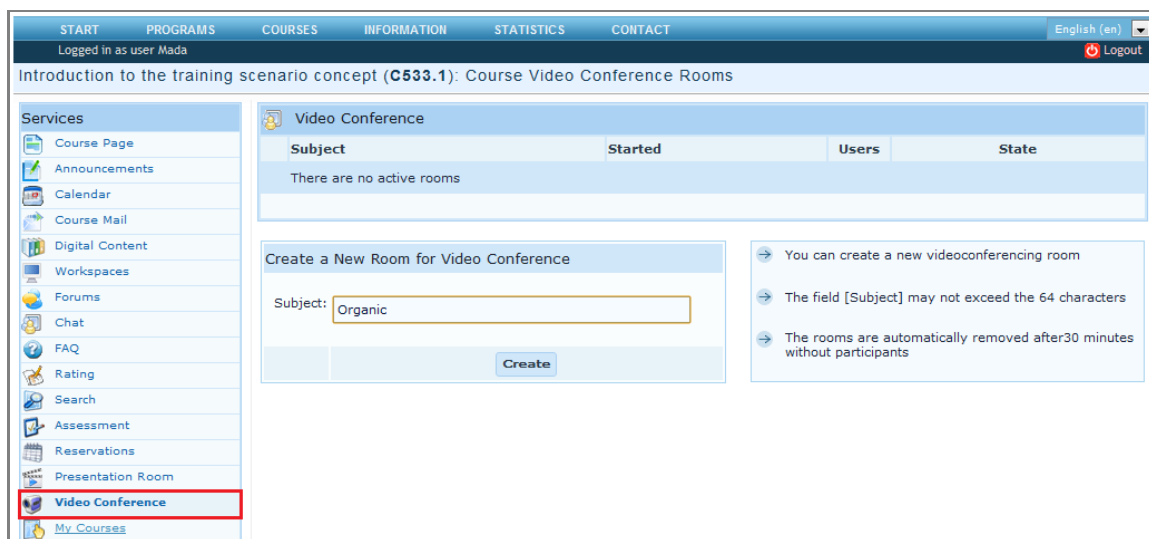 START PROGRAMS COURSES INFORMATION STATISTICS CONTACT English (en)
Logged in as user Mada Logout
Introduction to the training scenario concept (C533.1): Course Video Conference Rooms
Services
Course Page
Announcements
Calendar
Course Mail
Digital Content
Workspaces
Forums
Chat
FAQ
Rating
Search
Assessment
Reservations
Presentation Room
Video Conference
My Courses
Video Conference
Subject Started Users State
There are no active rooms
Create a New Room for Video Conference
Subject: Organic
Create
You can create a new videoconferencing room
The field [Subject] may not exceed the 64 characters
The rooms are automatically removed after30 minutes
without participants